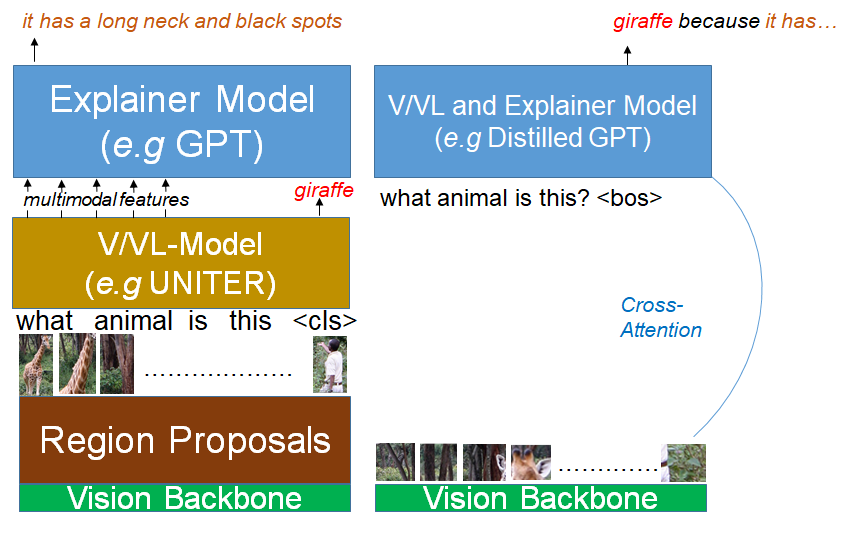 it has a long neck and black spots
Explainer Model
(e.g GPT)
multimodal features
giraffe
V/VL-Model
(e.g UNITER)
what animal is this <cls>
.....................
Region Proposals
Vision Backbone
giraffe because it has…
V/VL and Explainer Model
(e.g Distilled GPT)
what animal is this? <bos>
Cross-
Attention
...............
Vision Backbone